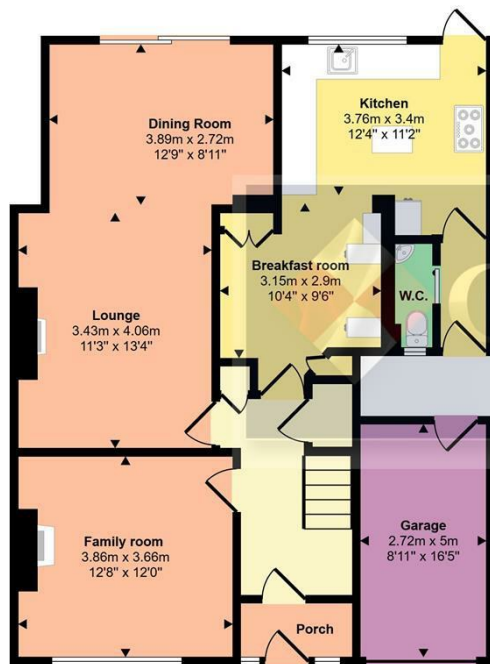 Dining Room
3.89m x 2.72m
12'9" x 8'11"
Kitchen
3.76m x 3.4m
12'4" x 11'2"
Breakfast room
3.15m x 2.9m
10'4" x 9'6"
W.C.
Lounge
3.43m x 4.06m
11'3" x 13'4"
Family room
3.86m x 3.66m
12'8" x 12'0"
Garage
2.72m x 5m
8'11" x 16'5"
Porch